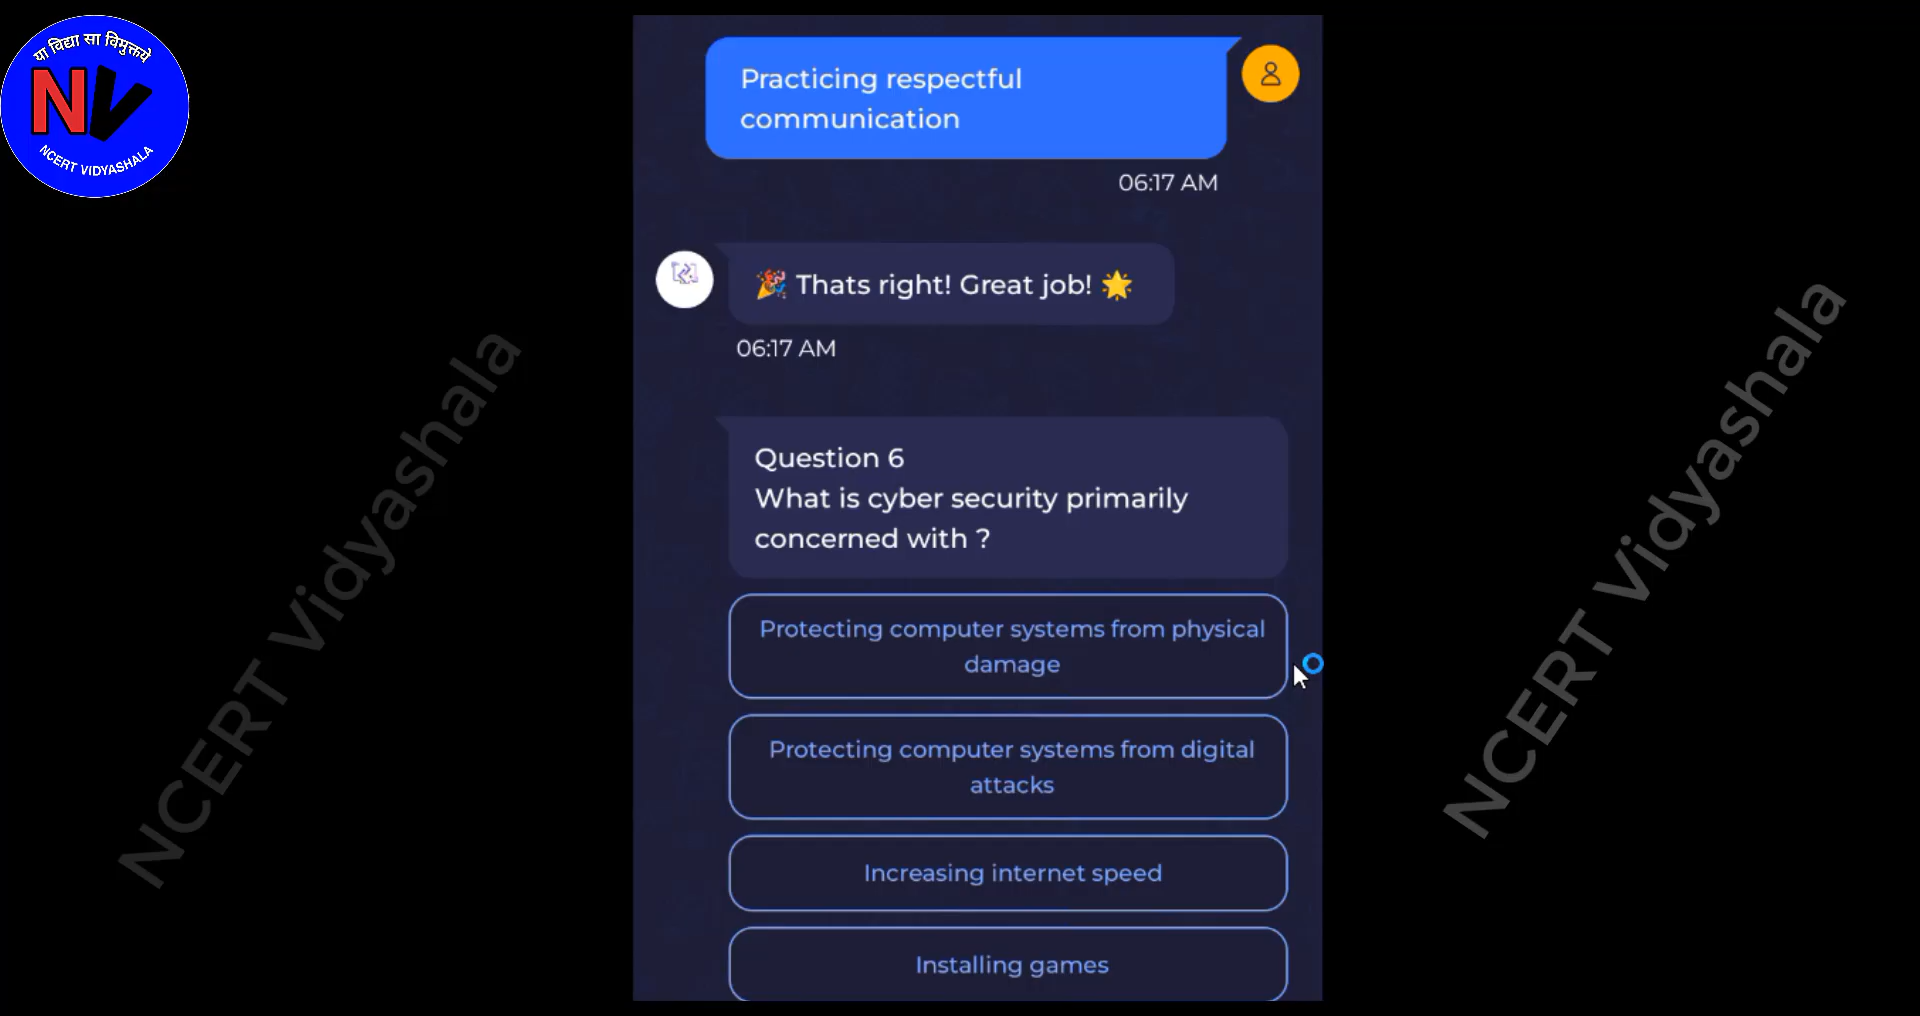 या विद्या सा विमुक्तये
NV
NCERT VIDYASHALA
Practicing respectful
communication
06:17 AM
🎉 Thats right! Great job! 🌟
06:17 AM
Question 6
What is cyber security primarily
concerned with ?
Protecting computer systems from physical
damage
Protecting computer systems from digital
attacks
Increasing internet speed
Installing games
NCERT Vidyashala
NCERT Vidyashala